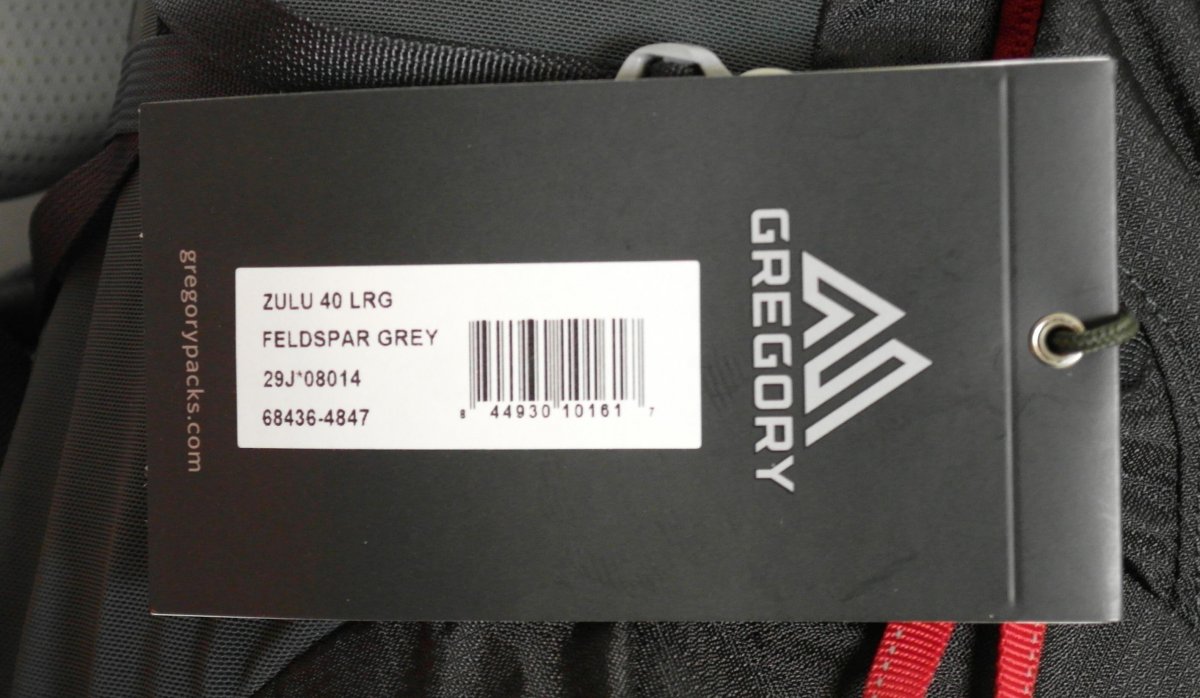 ZULU 40 LRG
FELDSPAR GREY
29J*08014
68436-4847
8 44930 10161 7
GREGORY
gregorypacks.com